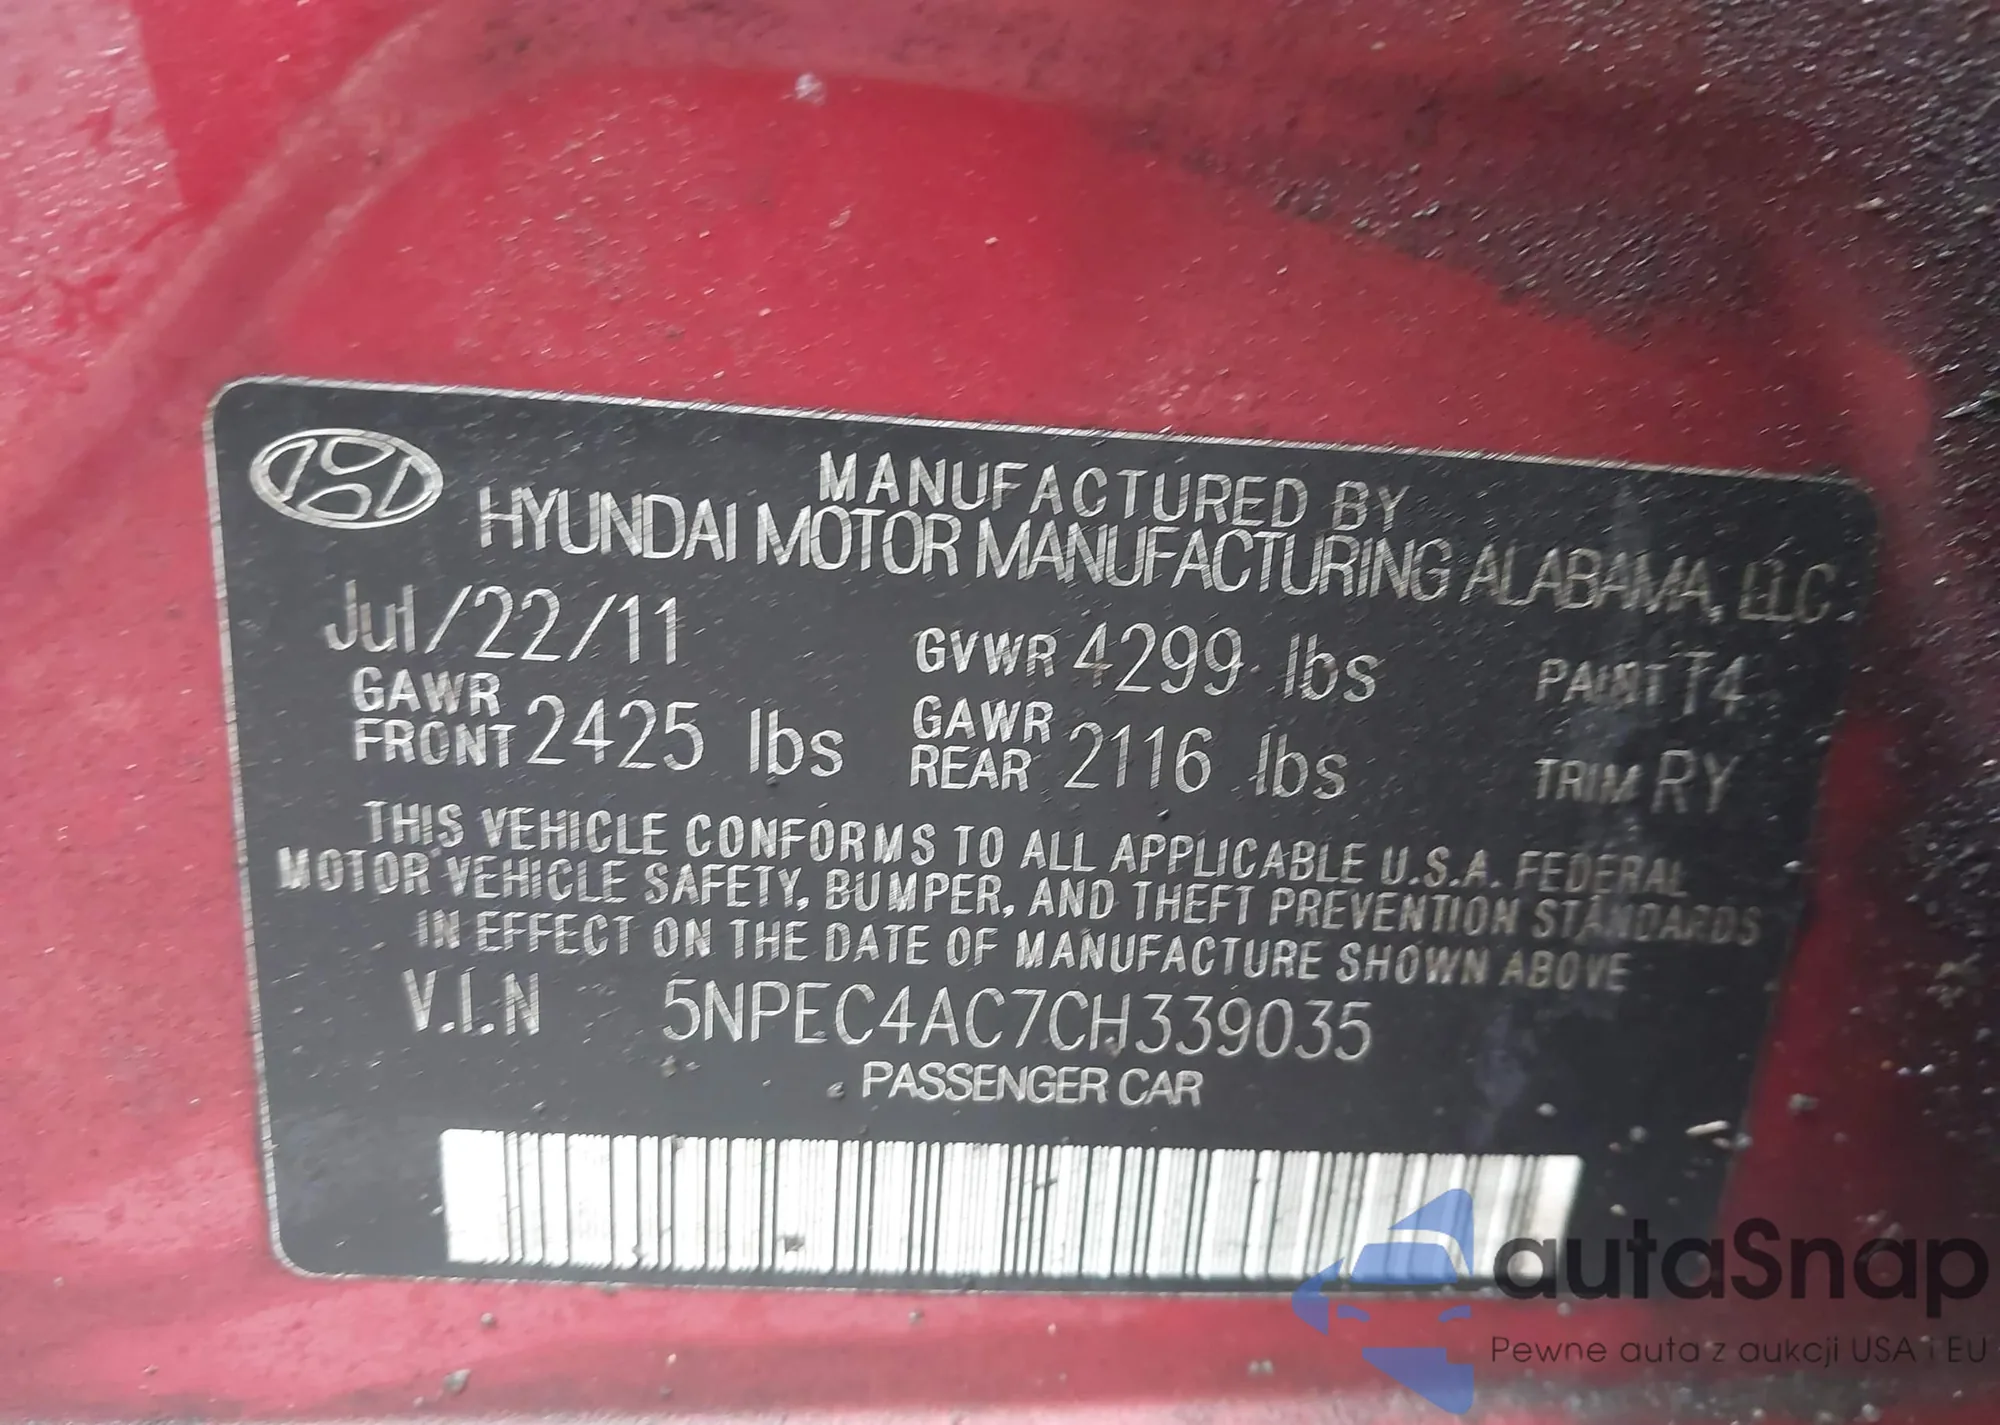 MANUFACTURED BY
HYUNDAI MOTOR MANUFACTURING ALABAMA, LLC
Jul/22/11 GVWR 4299 lbs PAINT T4
GAWR FRONT 2425 lbs GAWR REAR 2116 lbs TRIM RY
THIS VEHICLE CONFORMS TO ALL APPLICABLE U.S.A. FEDERAL
MOTOR VEHICLE SAFETY, BUMPER, AND THEFT PREVENTION STANDARDS
IN EFFECT ON THE DATE OF MANUFACTURE SHOWN ABOVE
V.I.N 5NPEC4AC7CH339035
PASSENGER CAR
autoSnap
Pewne auta z aukcji USA i EU